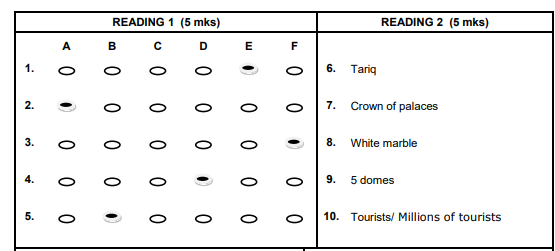 READING 1 (5 mks)
READING 2 (5 mks)
A B C D E F
1.
6. Tariq
2.
7. Crown of palaces
3.
8. White marble
4.
9. 5 domes
5.
10. Tourists/ Millions of tourists